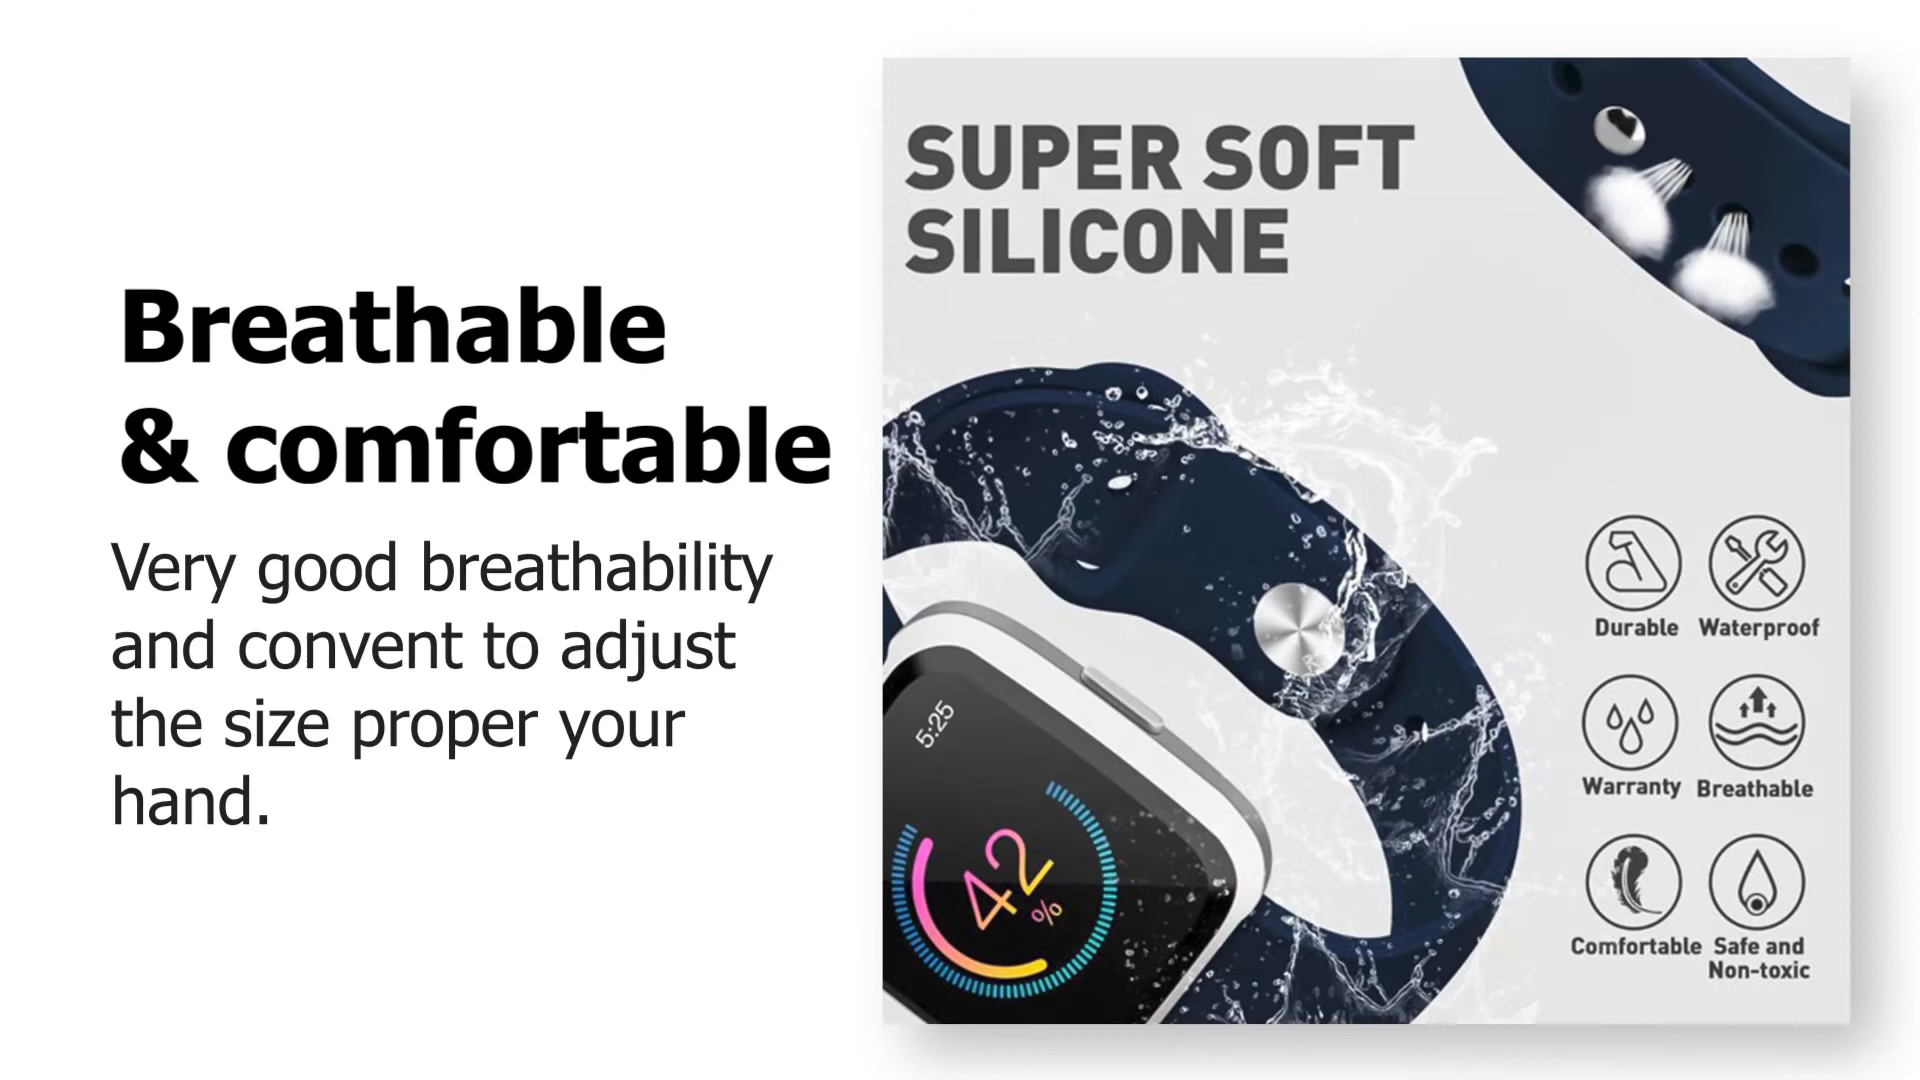 Breathable
& comfortable
Very good breathability
and convent to adjust
the size proper your
hand.
SUPER SOFT
SILICONE
5:25
42
%
Durable
Waterproof
Warranty
Breathable
Comfortable
Safe and
Non-toxic